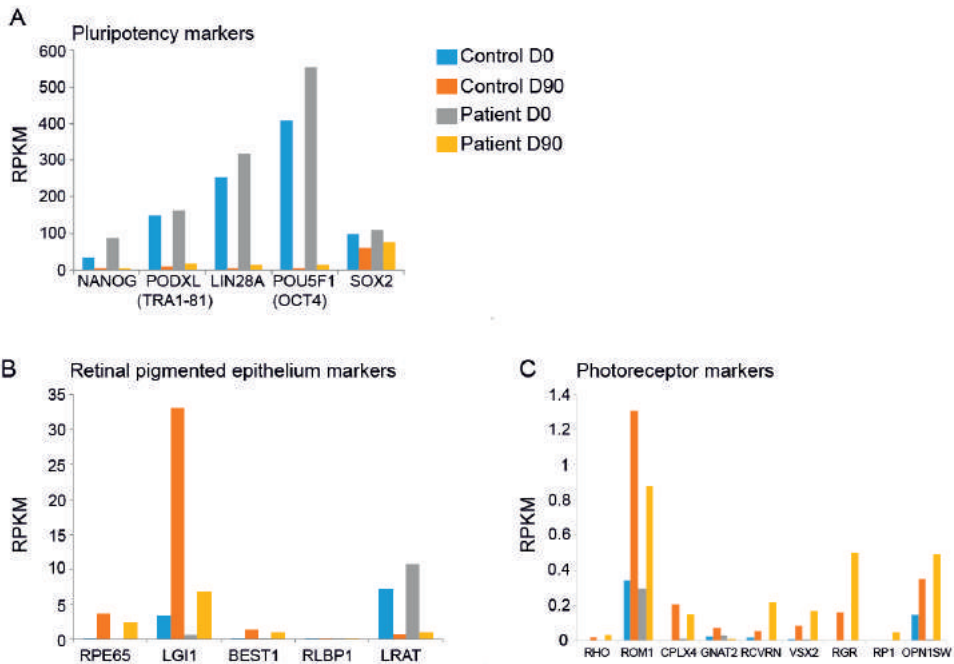 A
Pluripotency markers
600
500
400
300
200
100
0
RPKM
NANOG PODXL LIN28A POU5F1 SOX2
(TRA1-81) (OCT4)
Control D0
Control D90
Patient D0
Patient D90
B Retinal pigmented epithelium markers
35
30
25
20
15
10
5
0
RPKM
RPE65 LGI1 BEST1 RLBP1 LRAT
C Photoreceptor markers
1.4
1.2
1
0.8
0.6
0.4
0.2
0
RPKM
RHO ROM1 CPLX4 GNAT2 RCVRN VSX2 RGR RP1 OPN1SW